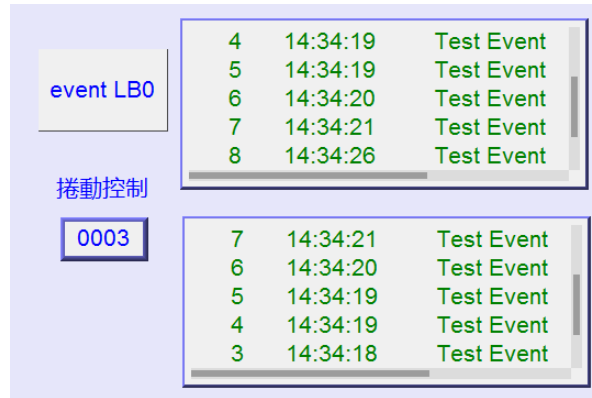 event LB0
捲動控制
0003
4 14:34:19 Test Event
5 14:34:19 Test Event
6 14:34:20 Test Event
7 14:34:21 Test Event
8 14:34:26 Test Event
7 14:34:21 Test Event
6 14:34:20 Test Event
5 14:34:19 Test Event
4 14:34:19 Test Event
3 14:34:18 Test Event